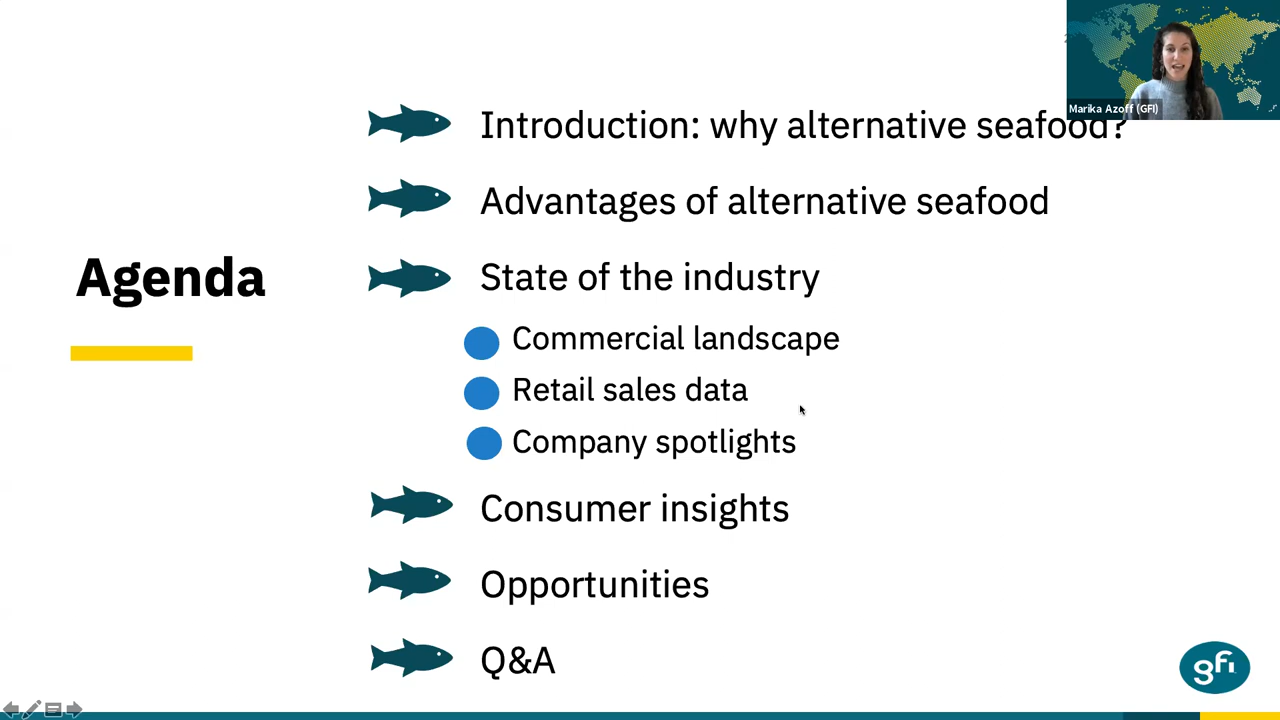 Marika Azoff (GFI)
Introduction: why alternative seafood?
Advantages of alternative seafood
Agenda
State of the industry
Commercial landscape
Retail sales data
Company spotlights
Consumer insights
Opportunities
Q&A
gfi